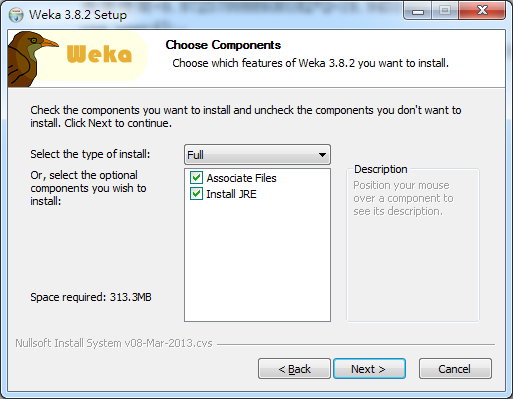 Weka 3.8.2 Setup
Weka
Choose Components
Choose which features of Weka 3.8.2 you want to install.
Check the components you want to install and uncheck the components you don't want to
install. Click Next to continue.
Select the type of install:
Full
Or, select the optional
components you wish to
install:
Associate Files
Install JRE
Description
Position your mouse
over a component to
see its description.
Space required: 313.3MB
Nullsoft Install System v08-Mar-2013.cvs
< Back
Next >
Cancel